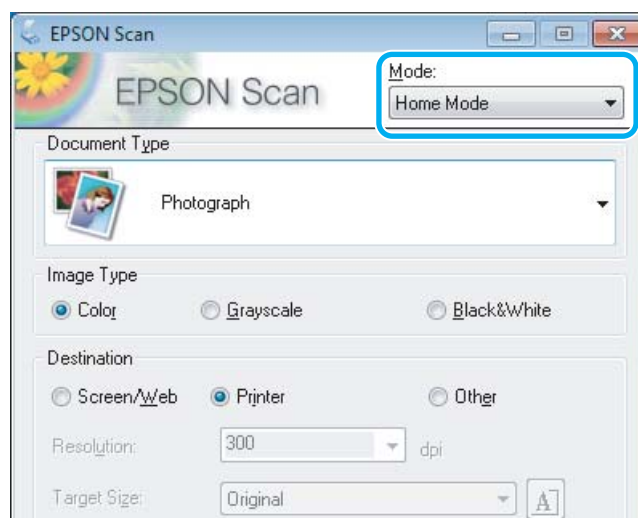 EPSON Scan
EPSON Scan
Mode:
Home Mode
Document Type
Photograph
Image Type
Color Grayscale Black&White
Destination
Screen/Web Printer Other
Resolution: 300 dpi
Target Size: Original A